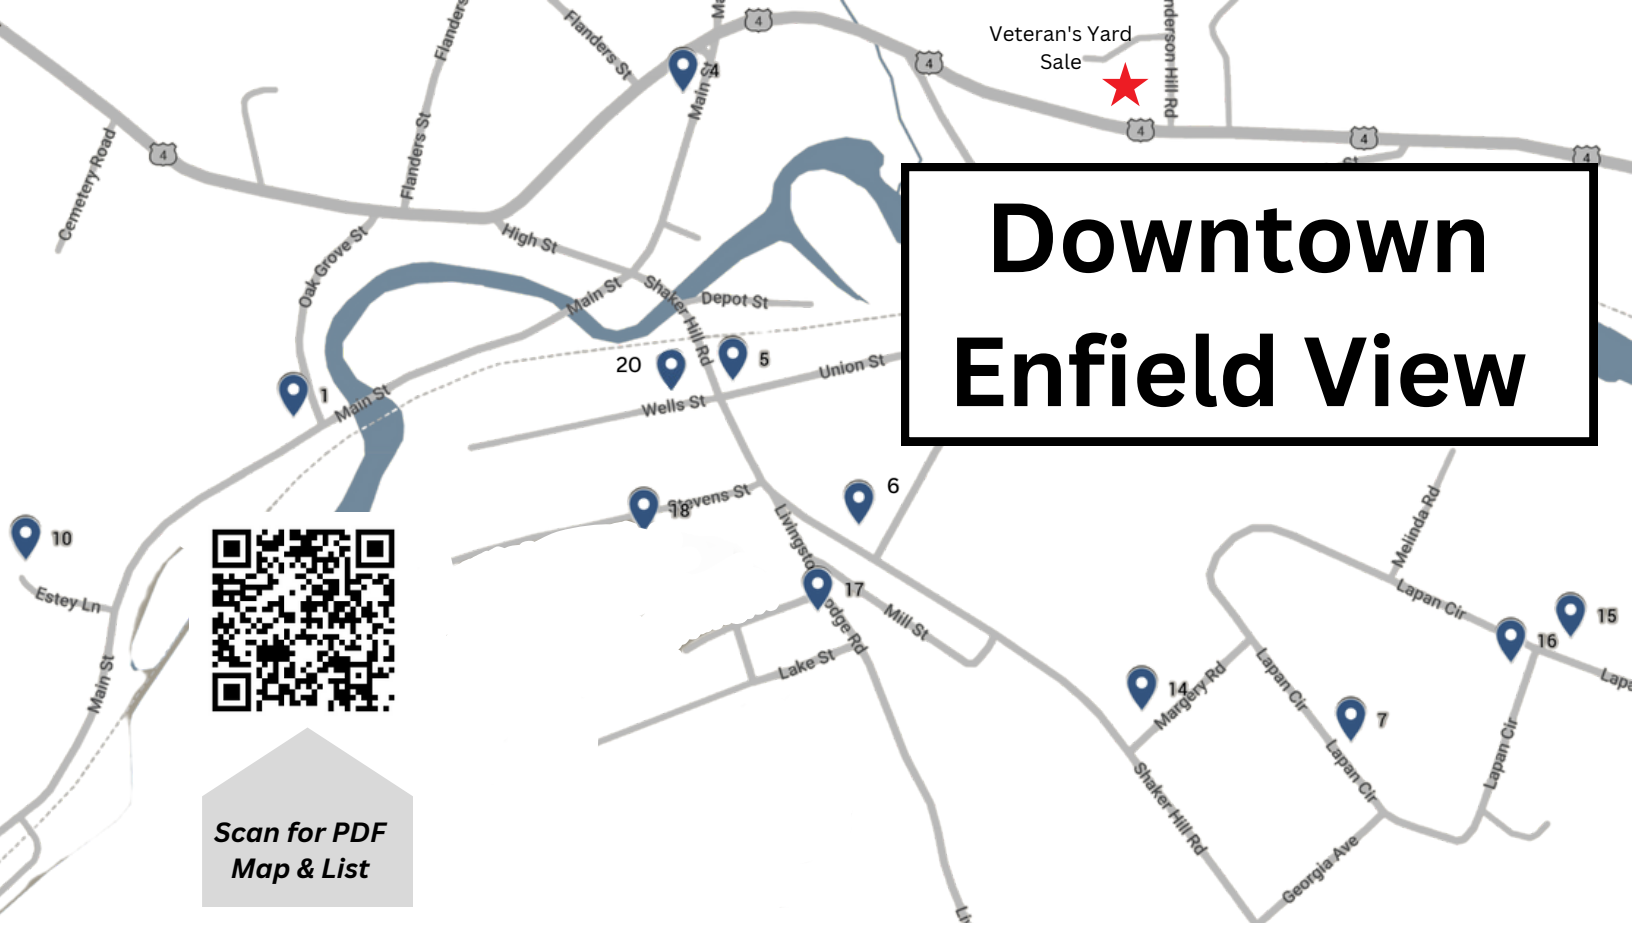 Veteran's Yard
Sale
Downtown
Enfield View
Flanders
Flanders St
Flanders St
4
4
4
4
4
4
4
Main St
Cemetery Road
Oak Grove St
High St
Main St
Shaker Hill Rd
Depot St
20
5
Union St
1
Main St
Wells St
10
Estey Ln
Main St
18
Stevens St
6
17
Mill St
Lake St
Melinda Rd
Lapan Cir
15
16
14
Margery Rd
Lapan Cir
7
Lapan Cir
Lapan Cir
Shaker Hill Rd
Georgia Ave
Scan for PDF
Map & List